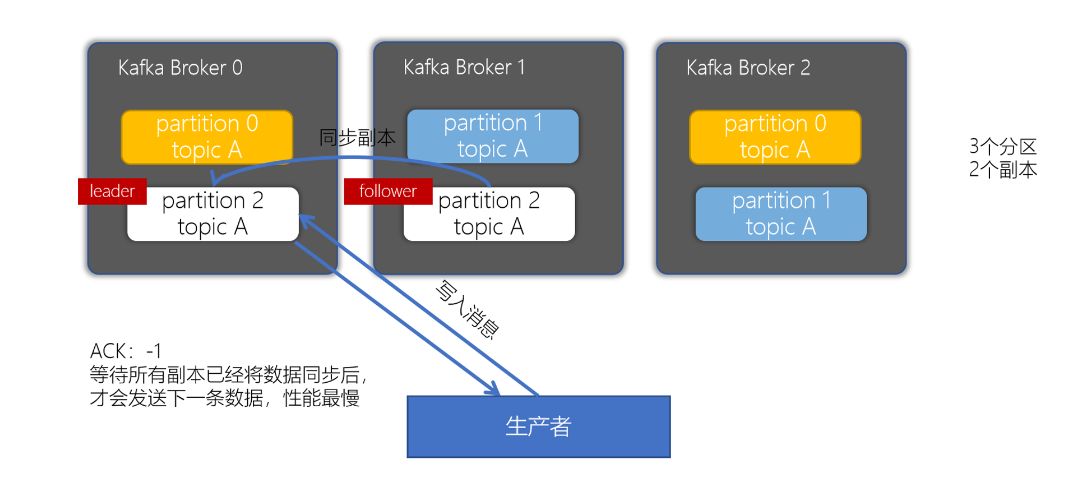 Kafka Broker 0
partition 0
topic A
leader
partition 2
topic A
同步副本
Kafka Broker 1
partition 1
topic A
follower
partition 2
topic A
Kafka Broker 2
partition 0
topic A
partition 1
topic A
3个分区
2个副本
写入消息
ACK：-1
等待所有副本已经将数据同步后，
才会发送下一条数据，性能最慢
生产者